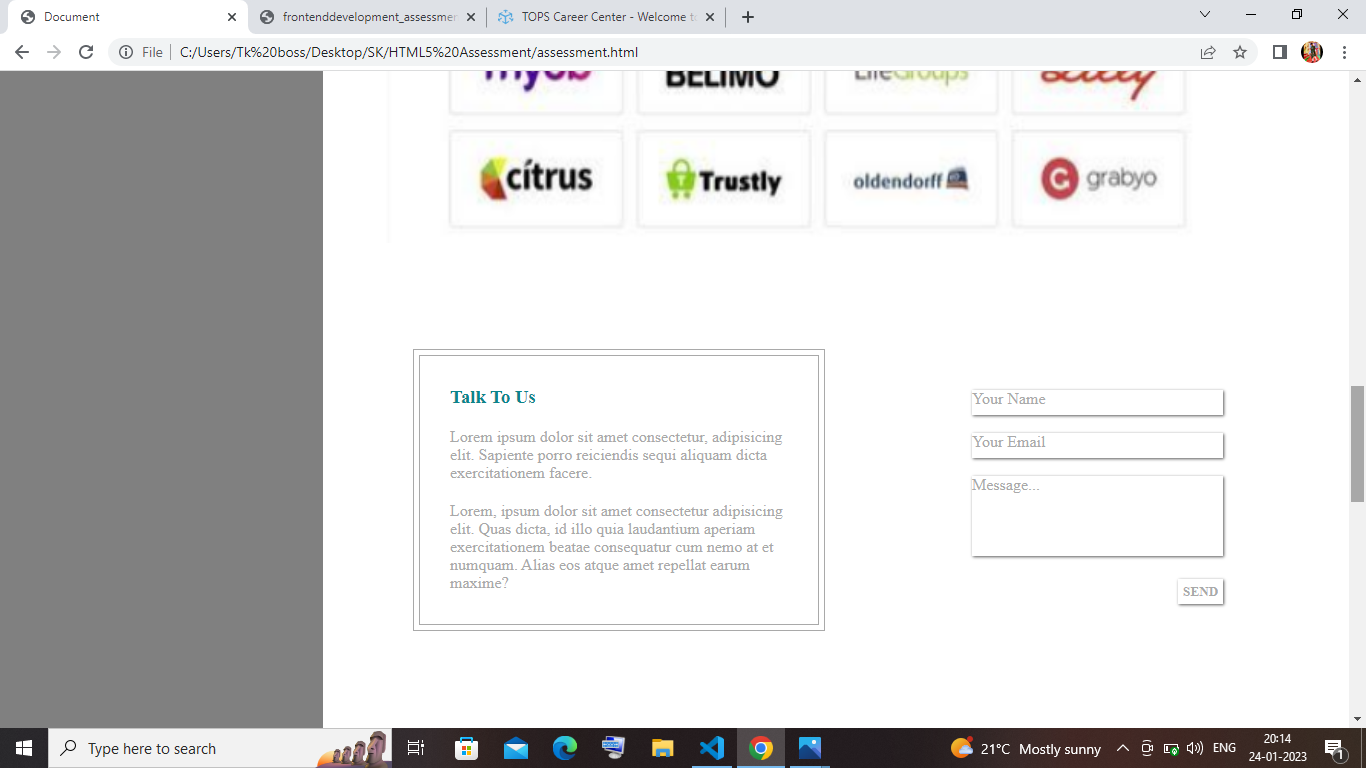 Document
frontenddevelopment_assessmen
TOPS Career Center - Welcome t
File
C:/Users/Tk%20boss/Desktop/SK/HTML5%20Assessment/assessment.html
myob
BELIMO
LifeGroups
cítrus
Trustly
oldendorff
grabyo
Talk To Us
Lorem ipsum dolor sit amet consectetur, adipisicing
elit. Sapiente porro reiciendis sequi aliquam dicta
exercitationem facere.
Lorem, ipsum dolor sit amet consectetur adipisicing
elit. Quas dicta, id illo quia laudantium aperiam
exercitationem beatae consequatur cum nemo at et
numquam. Alias eos atque amet repellat earum
maxime?
Your Name
Your Email
Message...
SEND
Type here to search
21°C Mostly sunny
ENG
20:14
24-01-2023
1